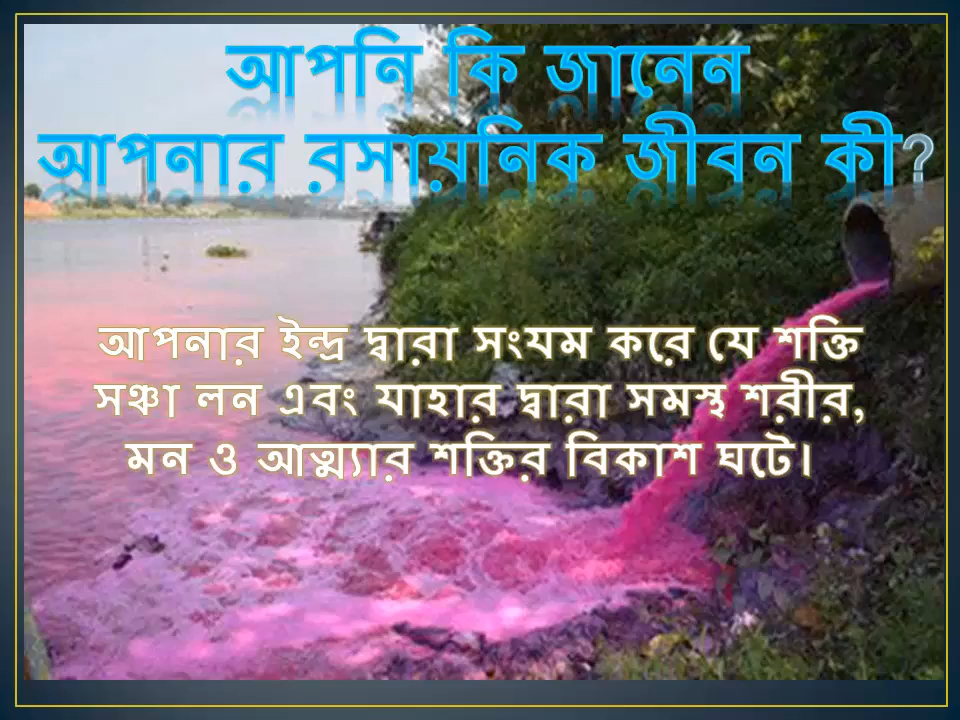 আপনি কি জানেন
আপনার রসায়নিক জীবন কী?
আপনার ইন্দ্র দ্বারা সংযম করে যে শক্তি
সঞ্চা লন এবং যাহার দ্বারা সমস্থ শরীর,
মন ও আত্ম্যার শক্তির বিকাশ ঘটে।